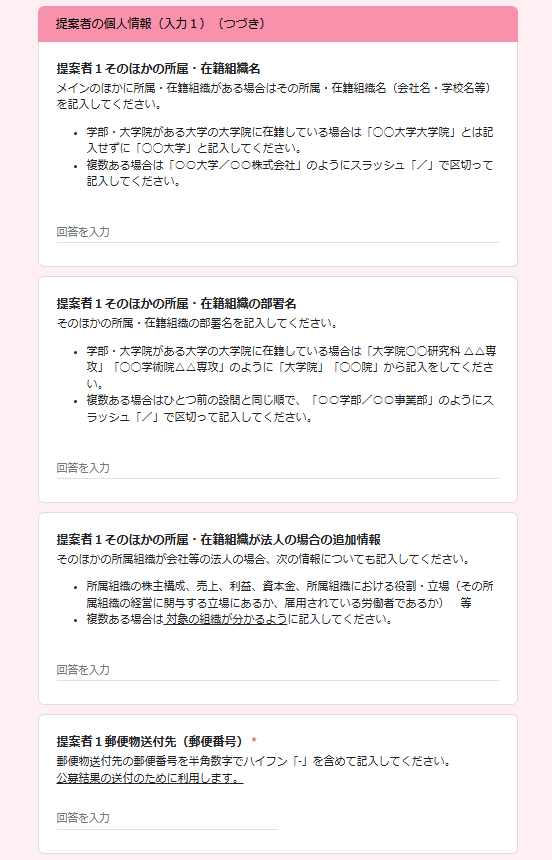 提案者の個人情報（入力１）（つづき）
提案者１そのほかの所属・在籍組織名
メインのほかに所属・在籍組織がある場合はその所属・在籍組織名（会社名・学校名等）
を記入してください。
• 学部・大学院がある大学の大学院に在籍している場合は「〇〇大学大学院」とは記
入せずに「〇〇大学」と記入してください。
• 複数ある場合は「○○大学／○○株式会社」のようにスラッシュ「／」で区切って
記入してください。
回答を入力
提案者１そのほかの所属・在籍組織の部署名
そのほかの所属・在籍組織の部署名を記入してください。
• 学部・大学院がある大学の大学院に在籍している場合は「大学院〇〇研究科 △△専
攻」「〇〇学術院△△専攻」のように「大学院」「〇〇院」から記入をしてくださ
い。
• 複数ある場合はひとつ前の設問と同じ順で、「○○学部／○○事業部」のようにス
ラッシュ「／」で区切って記入してください。
回答を入力
提案者１そのほかの所属・在籍組織が法人の場合の追加情報
そのほかの所属組織が会社等の法人の場合、次の情報についても記入してください。
• 所属組織の株主構成、売上、利益、資本金、所属組織における役割・立場（その所
属組織の経営に関与する立場にあるか、雇用されている労働者であるか）　等
• 複数ある場合は 対象の組織が分かるように記入してください。
回答を入力
提案者１郵便物送付先（郵便番号） *
郵便物送付先の郵便番号を半角数字でハイフン「-」を含めて記入してください。
公募結果の送付のために利用します。
回答を入力